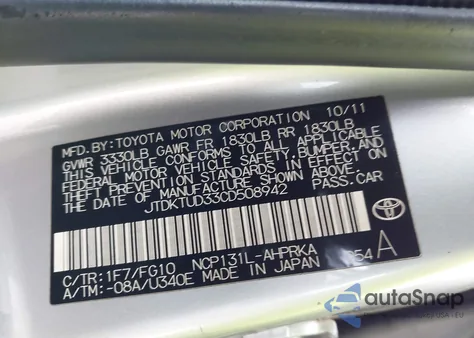 MFD.BY:TOYOTA MOTOR CORPORATION 10/11
GVWR 3330LB GAWR FR 1830LB RR 1830LB
THIS VEHICLE CONFORMS TO ALL APPLICABLE
FEDERAL MOTOR VEHICLE SAFETY, BUMPER, AND
THEFT PREVENTION STANDARDS IN EFFECT ON
THE DATE OF MANUFACTURE SHOWN ABOVE.
JTDKTUD33CD508942 PASS.CAR
C/TR:1F7/FG10 NCP131L-AHPRKA
A/TM:-08A/U340E MADE IN JAPAN 54 A
autoSnap